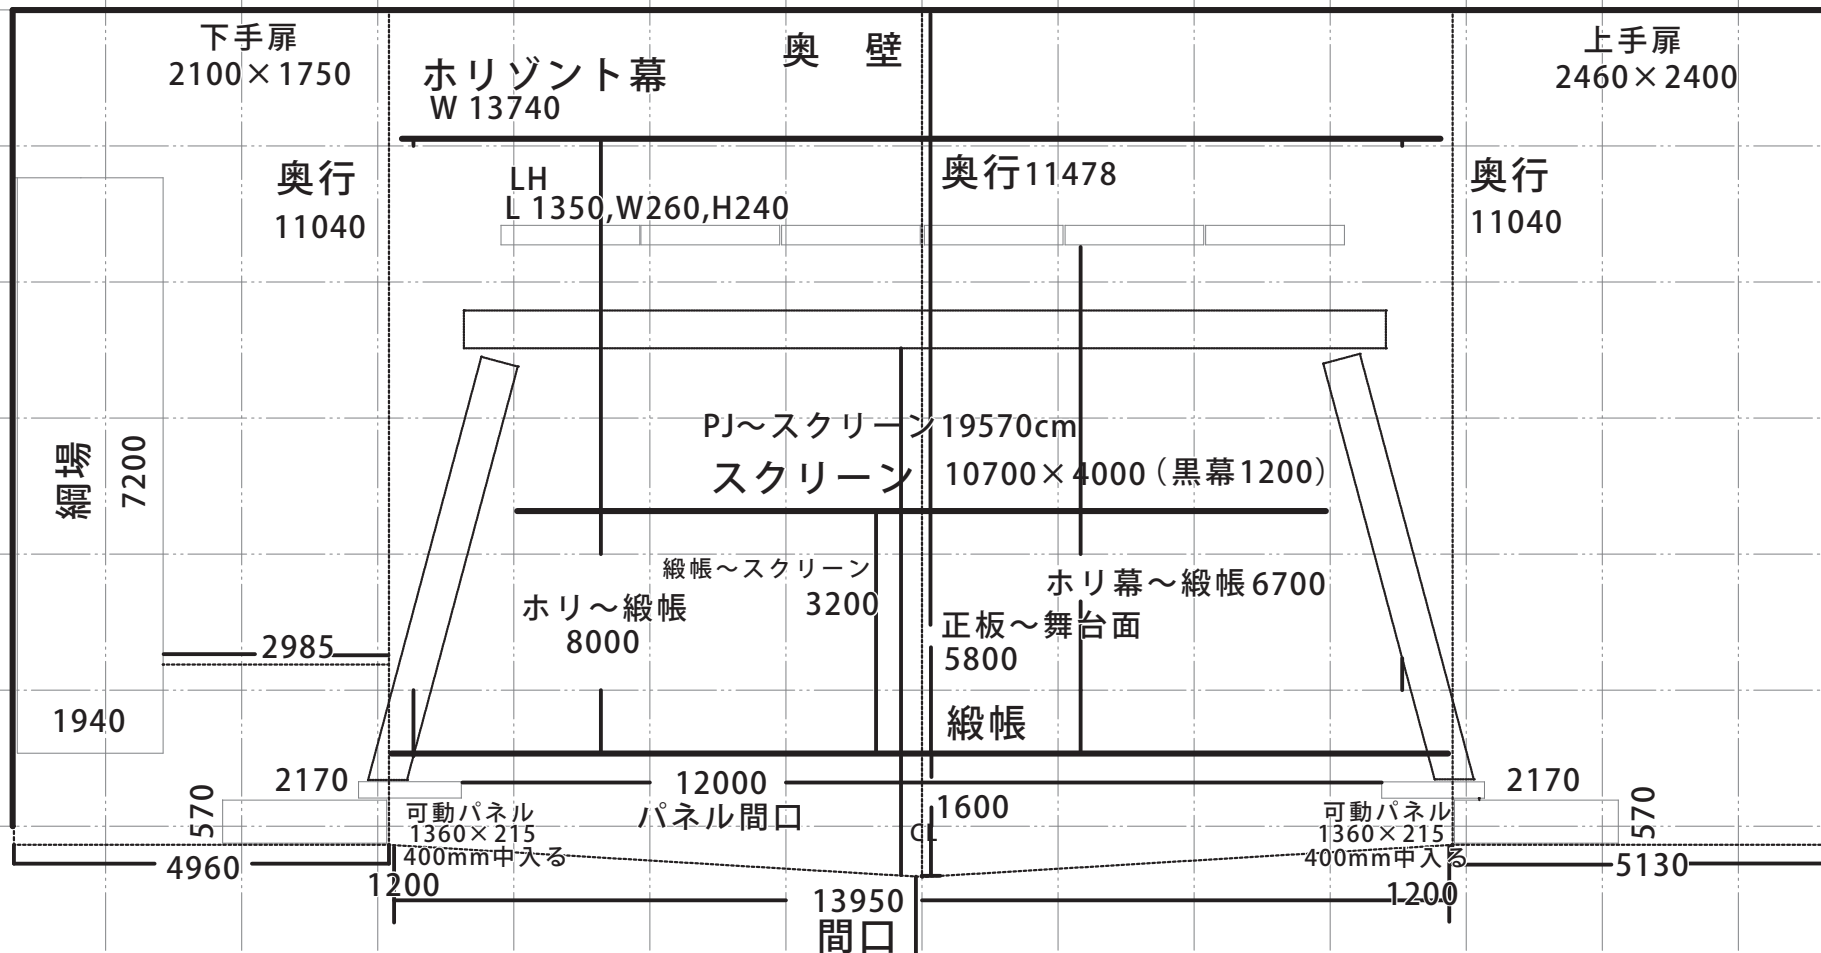 下手扉
2100×1750
奥 壁
上手扉
2460×2400
ホリゾント幕
W 13740
奥行
11040
LH
L 1350,W260,H240
奥行11478
奥行
11040
PJ～スクリーン19570cm
スクリーン 10700×4000（黒幕1200）
綱場
7200
1940
2985
緞帳～スクリーン
3200
ホリ～緞帳
8000
ホリ幕～緞帳6700
正板～舞台面
5800
緞帳
2170
570
12000
パネル間口
1600
CL
2170
570
可動パネル
1360×215
400mm中入る
可動パネル
1360×215
400mm中入る
4960
1200
13950
間口
1200
5130